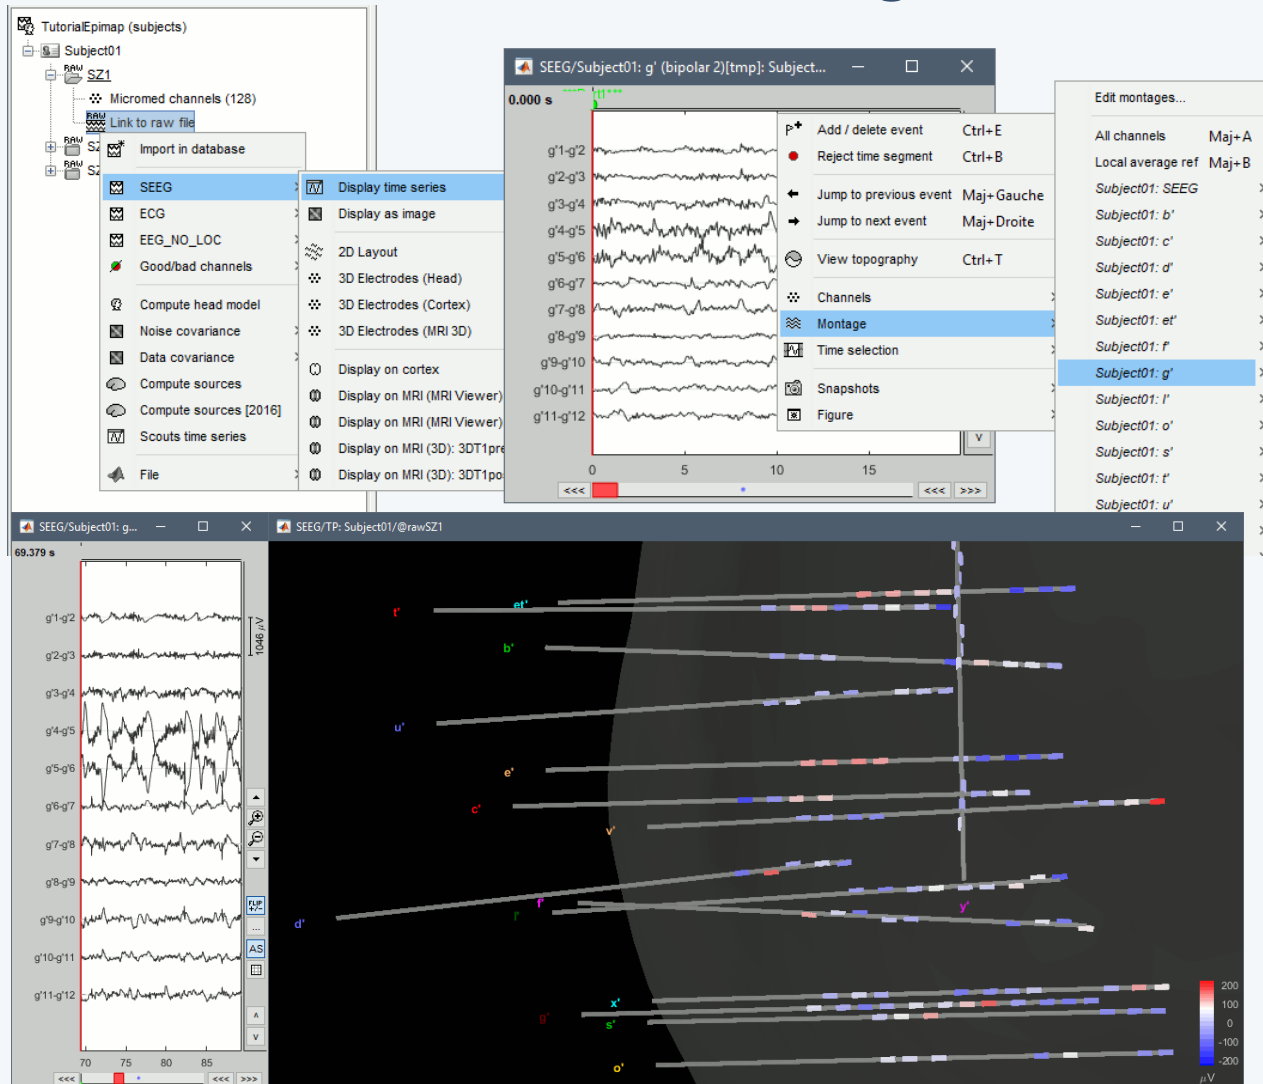 TutorialEpimap (subjects)
Subject01
RAW
SZ1
Micromed channels (128)
RAW
Link to raw file
RAW
RAW
Import in database
SEEG
ECG
EEG_NO_LOC
Good/bad channels
Compute head model
Noise covariance
Data covariance
Compute sources
Compute sources [2016]
Scouts time series
File
Display time series
Display as image
2D Layout
3D Electrodes (Head)
3D Electrodes (Cortex)
3D Electrodes (MRI 3D)
Display on cortex
Display on MRI (MRI Viewer)
Display on MRI (MRI Viewer)
Display on MRI (3D): 3DT1pre
Display on MRI (3D): 3DT1po
SEEG/Subject01: g' (bipolar 2)[tmp]: Subject...
0.000 s
g'1-g'2
g'2-g'3
g'3-g'4
g'4-g'5
g'5-g'6
g'6-g'7
g'7-g'8
g'8-g'9
g'9-g'10
g'10-g'11
g'11-g'12
0 5 10 15
<<< <<< >>>
Add / delete event Ctrl+E
Reject time segment Ctrl+B
Jump to previous event Maj+Gauche
Jump to next event Maj+Droite
View topography Ctrl+T
Channels
Montage
Time selection
Snapshots
Figure
Edit montages...
All channels Maj+A
Local average ref Maj+B
Subject01: SEEG
Subject01: b'
Subject01: c'
Subject01: d'
Subject01: e'
Subject01: et'
Subject01: f'
Subject01: g'
Subject01: l'
Subject01: o'
Subject01: s'
Subject01: t'
Subject01: u'
SEEG/Subject01: g...
69.379 s
g'1-g'2
g'2-g'3
g'3-g'4
g'4-g'5
g'5-g'6
g'6-g'7
g'7-g'8
g'8-g'9
g'9-g'10
g'10-g'11
g'11-g'12
1046 µV
FLIP
+/-
...
AS
70 75 80 85
<<< <<< >>>
SEEG/TP: Subject01/@rawSZ1
et'
t'
b'
u'
e'
c'
v'
d'
f'
l'
y'
x'
g'
s'
o'
200
100
0
-100
-200
µV